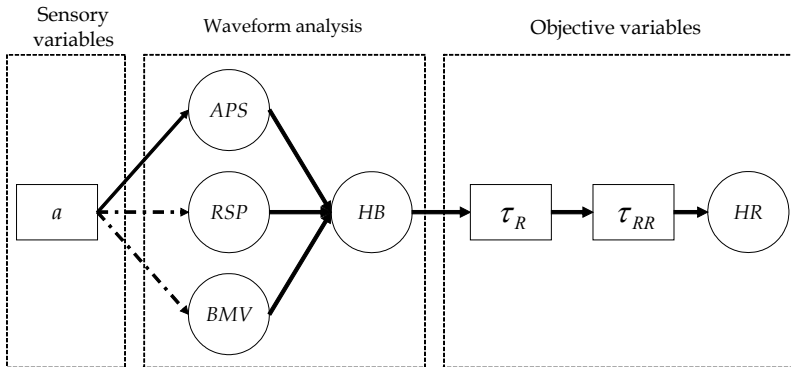 Sensory
variables
Waveform analysis
Objective variables
APS
a
RSP
HB
τR
τRR
HR
BMV